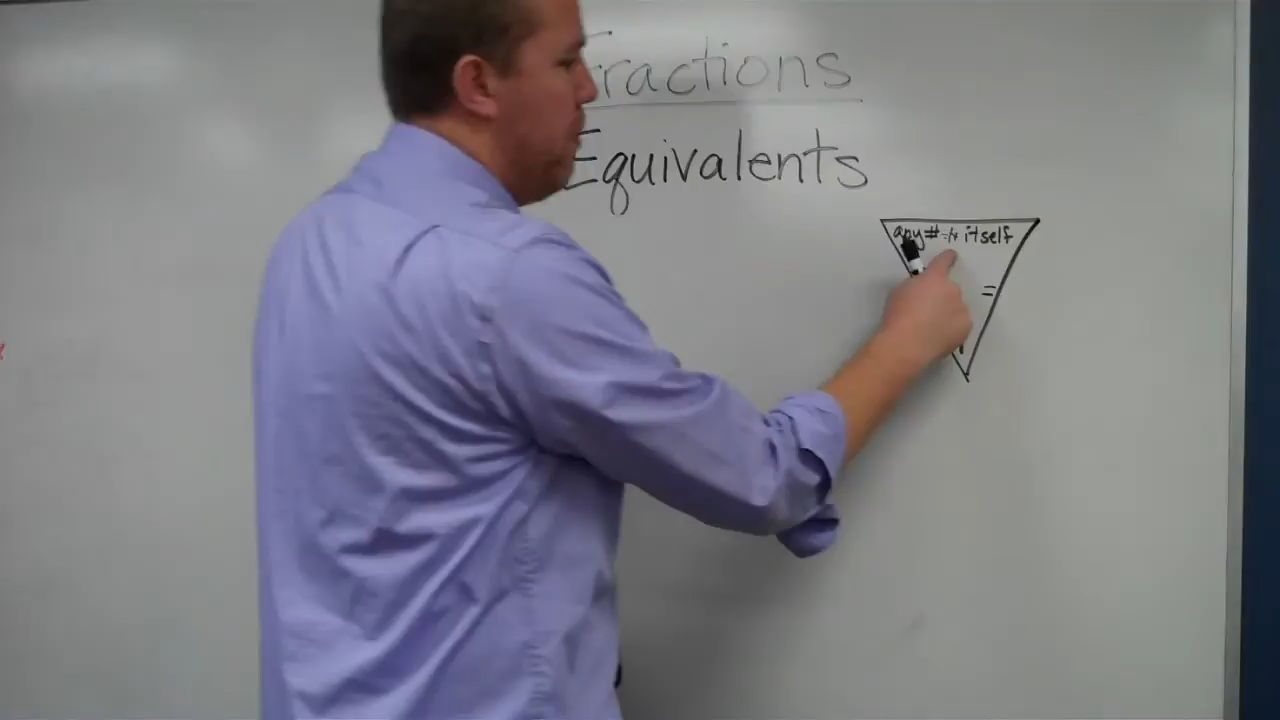 Fractions
Equivalents
any # ÷ itself
=